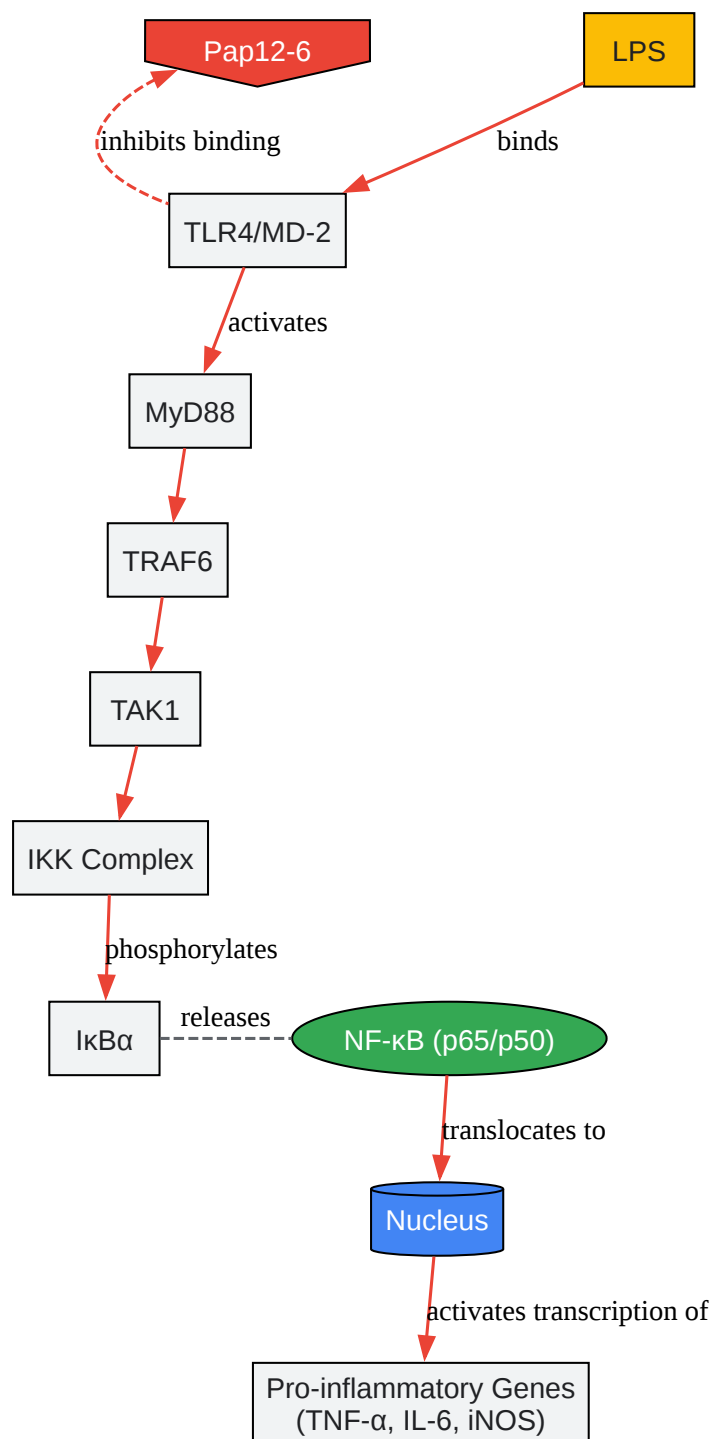 Pap12-6
LPS
inhibits binding
binds
TLR4/MD-2
activates
MyD88
TRAF6
TAK1
IKK Complex
phosphorylates
IκBα
releases
NF-κB (p65/p50)
translocates to
Nucleus
activates transcription of
Pro-inflammatory Genes
(TNF-α, IL-6, iNOS)